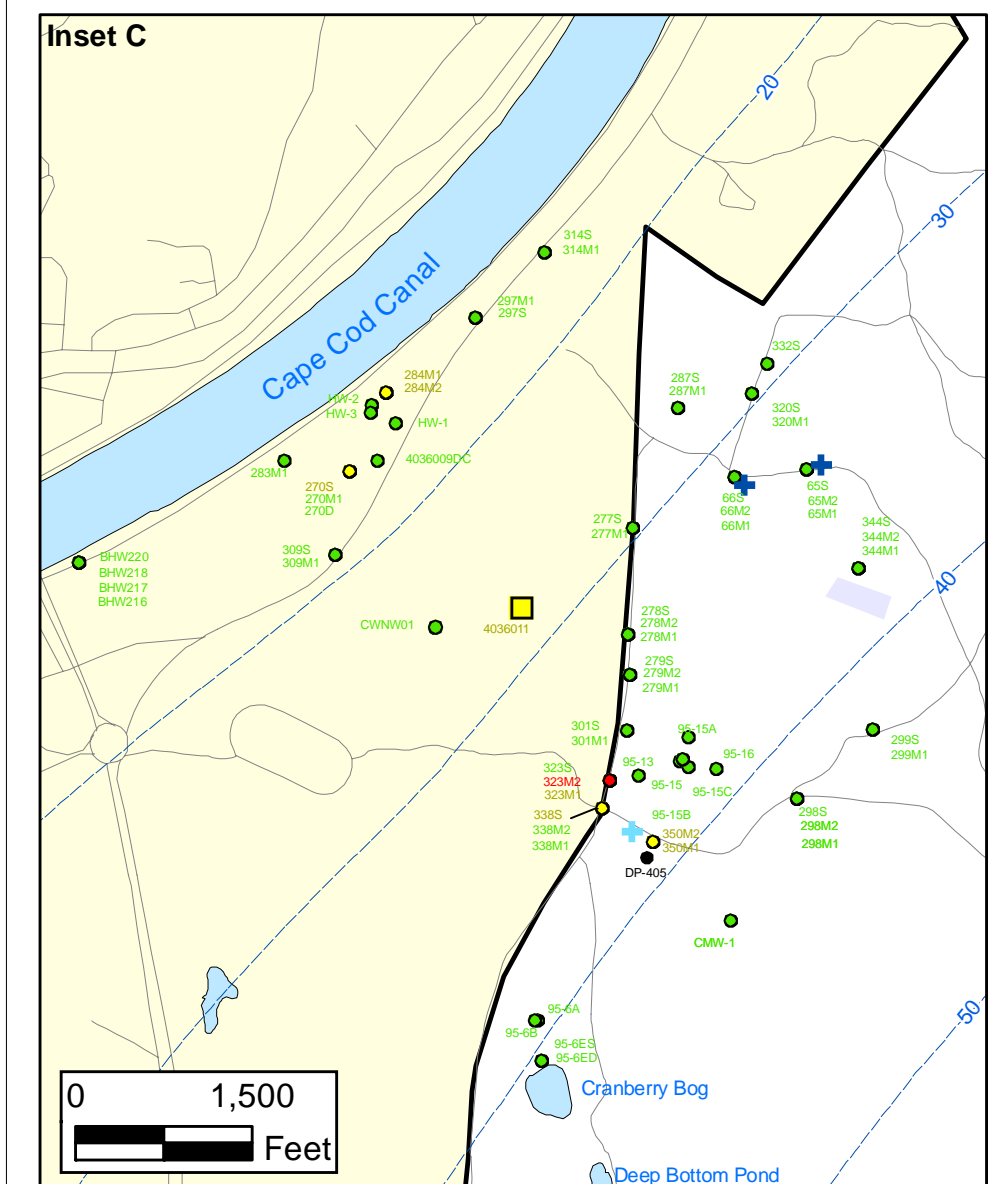 Inset C
20
30
314S
314M1
Cape Cod Canal
297M1
297S
332S
284M1
284M2
287S
287M1
HW-2
HW-3
HW-1
320S
320M1
283M1
4036009DC
270S
270M1
270D
66S
66M2
66M1
65S
65M2
65M1
277S
277M1
344S
344M2
344M1
309S
309M1
BHW220
BHW218
BHW217
BHW216
40
CWNW01
4036011
278S
278M2
278M1
279S
279M2
279M1
301S
301M1
95-15A
299S
299M1
95-13
95-16
323S
323M2
323M1
95-15
95-15C
338S
338M2
338M1
95-15B
298S
298M2
298M1
350M2
350M1
DP-405
CMW-1
50
95-6A
95-6B
95-6ES
95-6ED
Cranberry Bog
0 1,500
Feet
Deep Bottom Pond